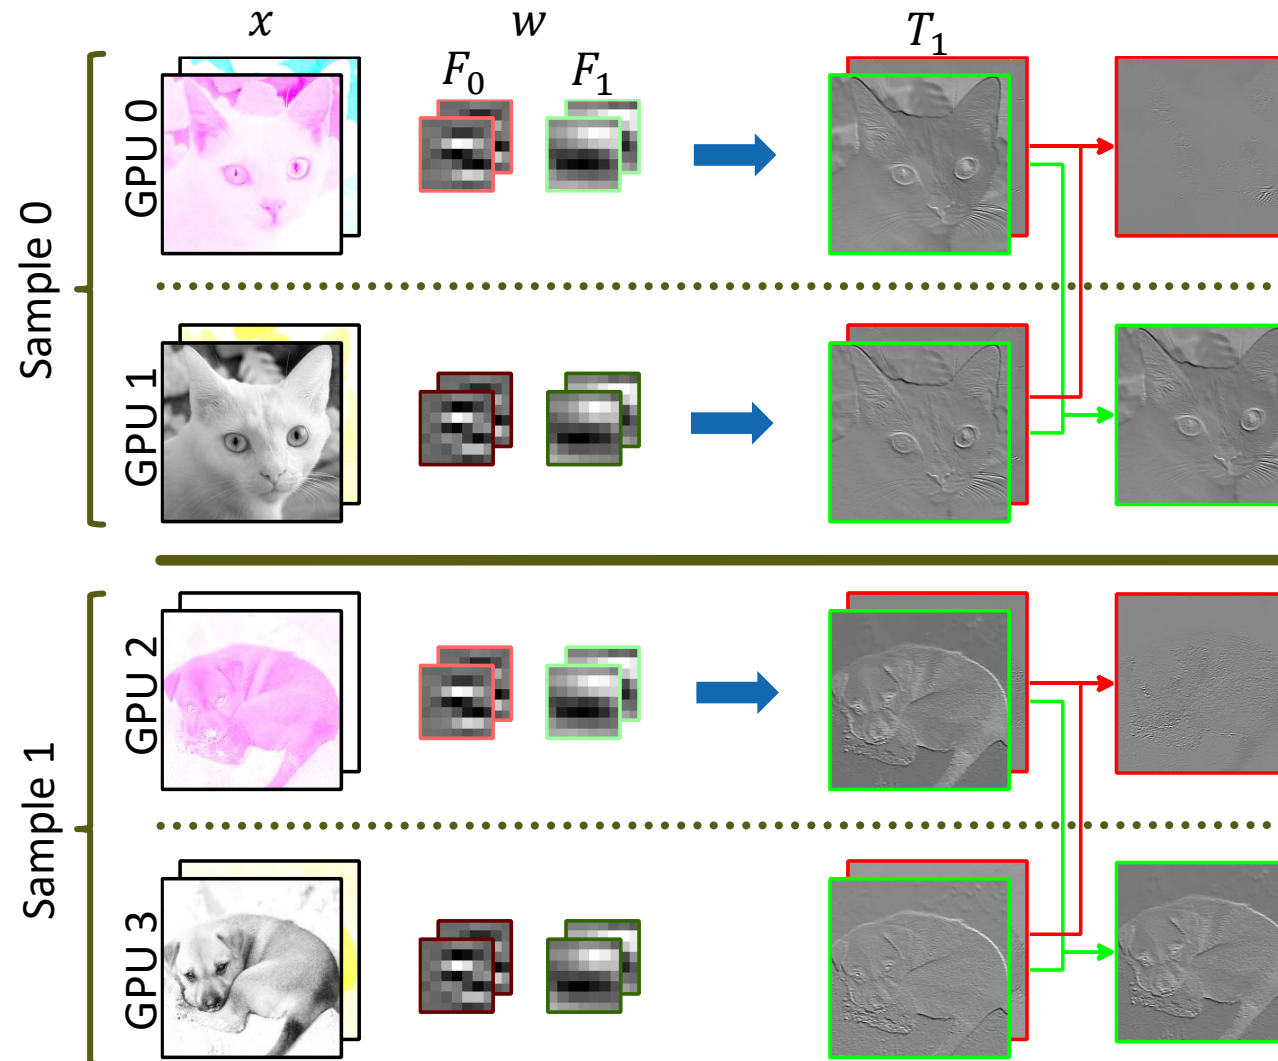 x w T₁
F₀ F₁
Sample 0
GPU 0
GPU 1
Sample 1
GPU 2
GPU 3